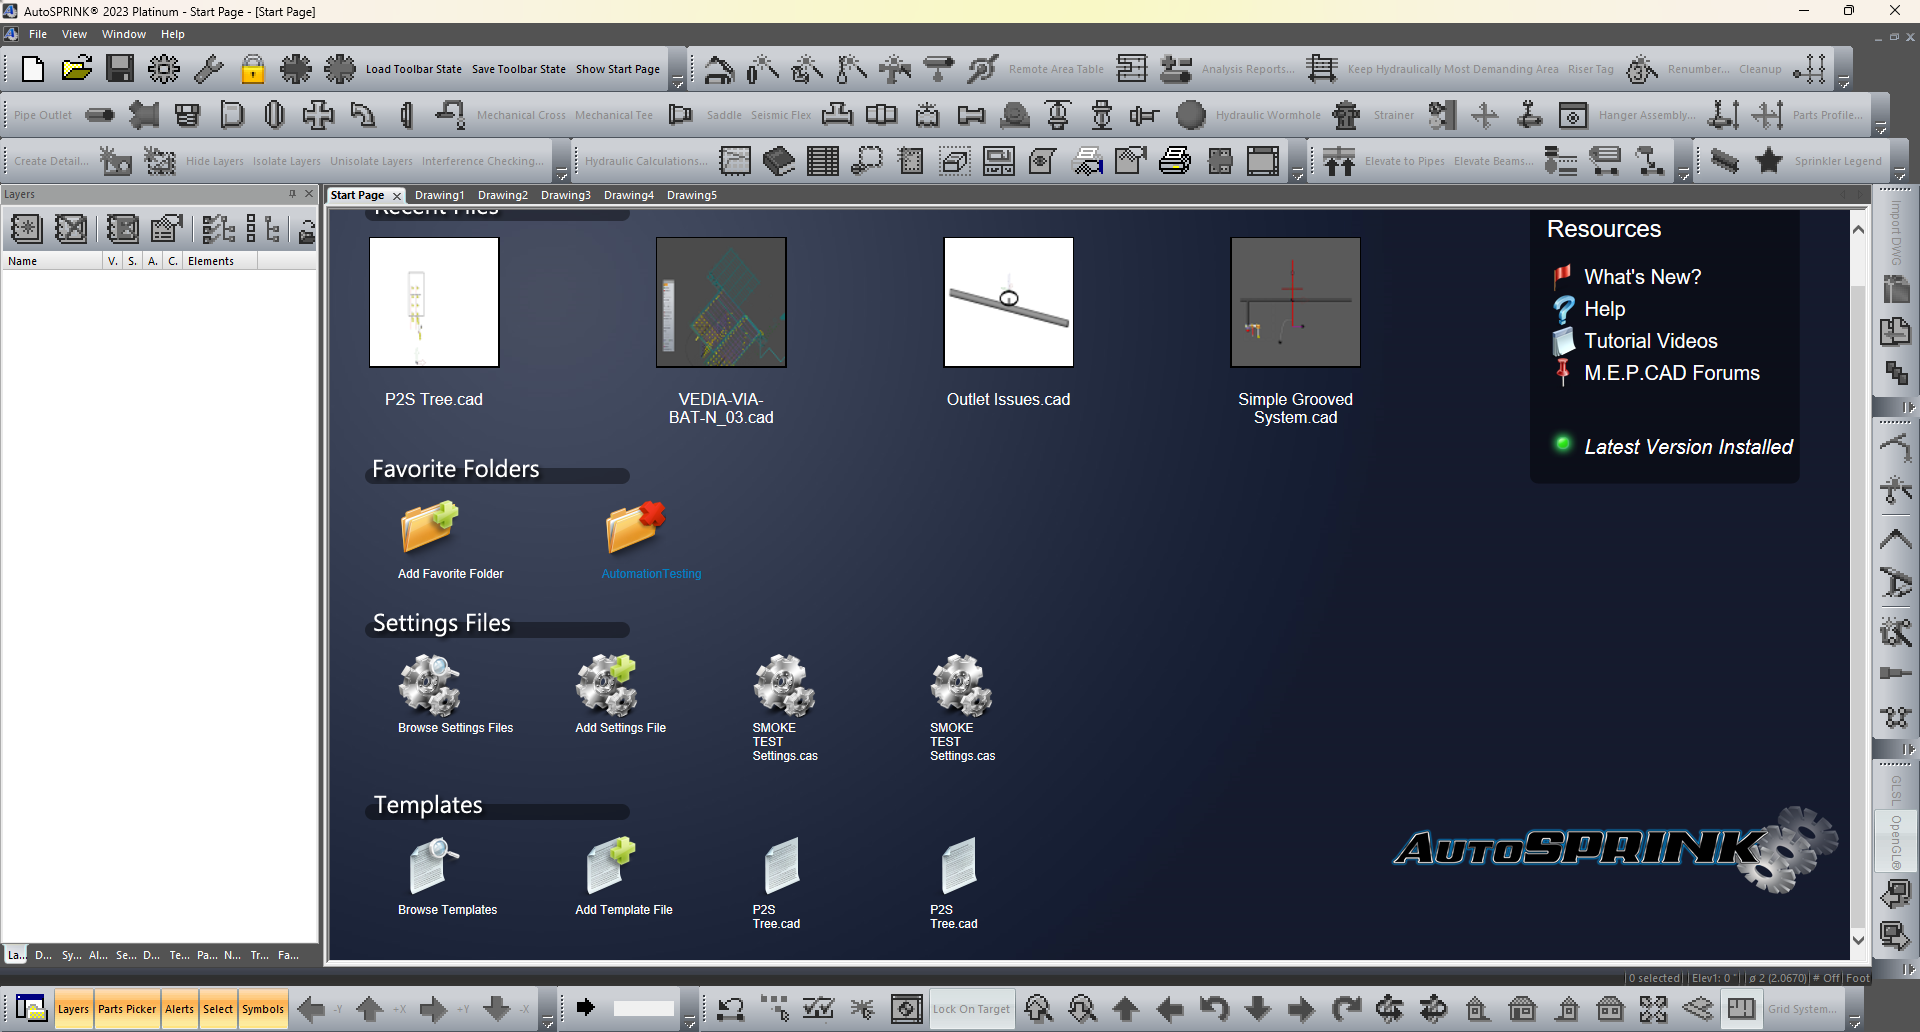 AutoSPRINK® 2023 Platinum - Start Page - [Start Page]
File View Window Help
Load Toolbar State Save Toolbar State Show Start Page Remote Area Table Analysis Reports... Keep Hydraulically Most Demanding Area Riser Tag Renumber... Cleanup
Pipe Outlet Mechanical Cross Mechanical Tee Saddle Seismic Flex Hydraulic Wormhole Strainer Hanger Assembly... Parts Profile...
Create Detail... Hide Layers Isolate Layers Unisolate Layers Interference Checking... Hydraulic Calculations... Elevate to Pipes Elevate Beams... Sprinkler Legend
Layers
Start Page Drawing1 Drawing2 Drawing3 Drawing4 Drawing5
Name V. S. A. C. Elements
Recent Files
P2S Tree.cad
VEDIA-VIA-
BAT-N_03.cad
Outlet Issues.cad
Simple Grooved
System.cad
Resources
What's New?
Help
Tutorial Videos
M.E.P.CAD Forums
Latest Version Installed
Favorite Folders
Add Favorite Folder
AutomationTesting
Settings Files
Browse Settings Files
Add Settings File
SMOKE
TEST
Settings.cas
SMOKE
TEST
Settings.cas
Templates
Browse Templates
Add Template File
P2S
Tree.cad
P2S
Tree.cad
AutoSPRINK
Import DWG
GLSL
OpenGL®
La... D... Sy... Al... Se... D... Te... Pa... N... Tr... Fa...
0 selected Elev1: 0 " ø 2 (2.0670) # Off Foot
Layers Parts Picker Alerts Select Symbols -Y +X +Y -X Lock On Target Grid System...